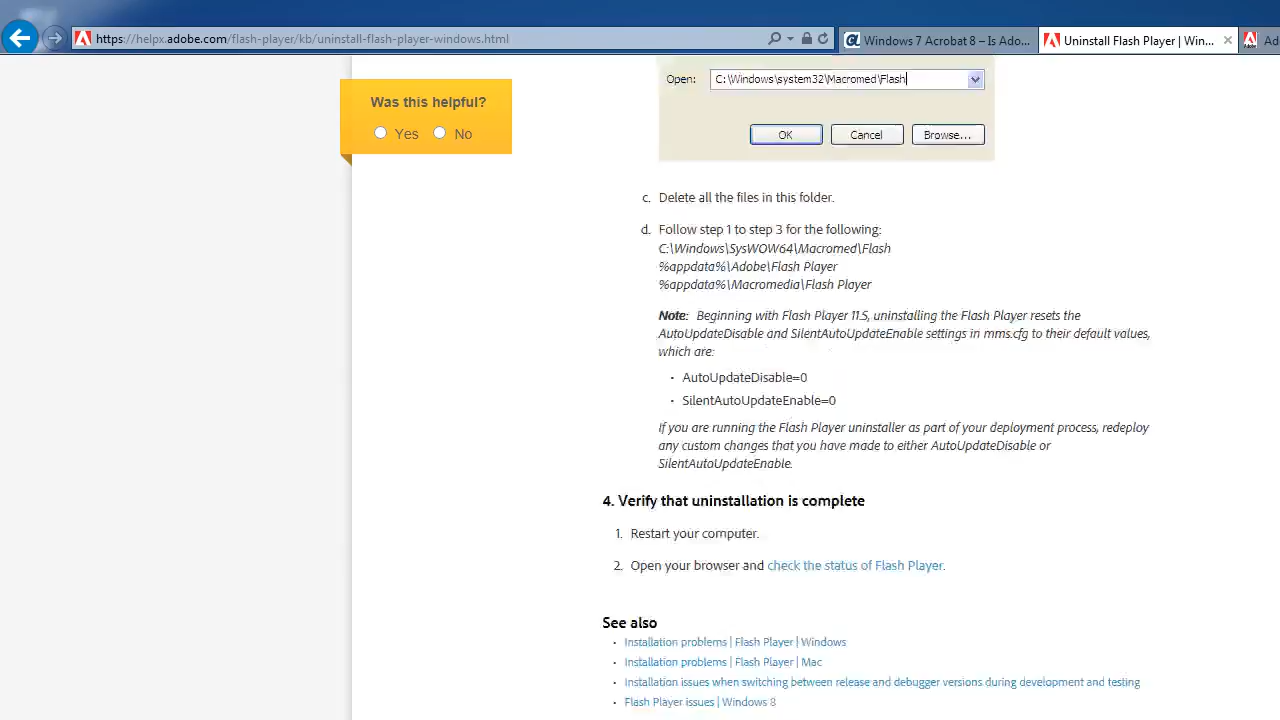 https://helpx.adobe.com/flash-player/kb/uninstall-flash-player-windows.html
Windows 7 Acrobat 8 – Is Ado...
Uninstall Flash Player | Win...
Ad
Open: C:\Windows\system32\Macromed\Flash
Was this helpful?
Yes No
OK Cancel Browse...
c. Delete all the files in this folder.
d. Follow step 1 to step 3 for the following:
C:\Windows\SysWOW64\Macromed\Flash
%appdata%\Adobe\Flash Player
%appdata%\Macromedia\Flash Player
Note: Beginning with Flash Player 11.5, uninstalling the Flash Player resets the
AutoUpdateDisable and SilentAutoUpdateEnable settings in mms.cfg to their default values,
which are:
• AutoUpdateDisable=0
• SilentAutoUpdateEnable=0
If you are running the Flash Player uninstaller as part of your deployment process, redeploy
any custom changes that you have made to either AutoUpdateDisable or
SilentAutoUpdateEnable.
4. Verify that uninstallation is complete
1. Restart your computer.
2. Open your browser and check the status of Flash Player.
See also
• Installation problems | Flash Player | Windows
• Installation problems | Flash Player | Mac
• Installation issues when switching between release and debugger versions during development and testing
• Flash Player issues | Windows 8